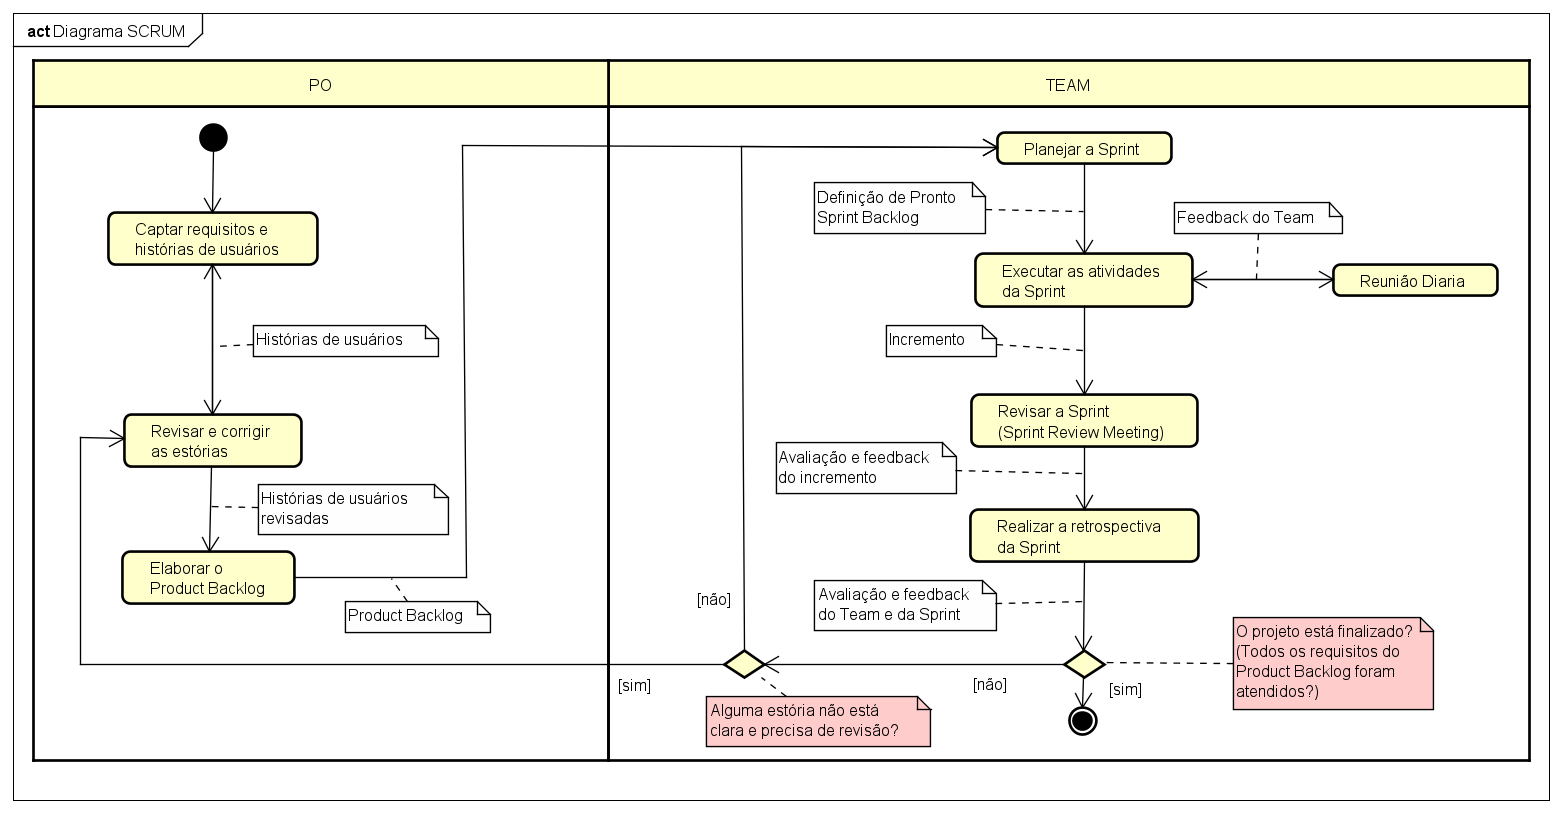 act Diagrama SCRUM
PO
TEAM
Captar requisitos e
histórias de usuários
Histórias de usuários
Revisar e corrigir
as estórias
Histórias de usuários
revisadas
Elaborar o
Product Backlog
Product Backlog
Planejar a Sprint
Definição de Pronto
Sprint Backlog
Feedback do Team
Executar as atividades
da Sprint
Reunião Diaria
Incremento
Revisar a Sprint
(Sprint Review Meeting)
Avaliação e feedback
do incremento
Realizar a retrospectiva
da Sprint
Avaliação e feedback
do Team e da Sprint
[não]
O projeto está finalizado?
(Todos os requisitos do
Product Backlog foram
atendidos?)
[sim]
[não]
[sim]
Alguma estória não está
clara e precisa de revisão?